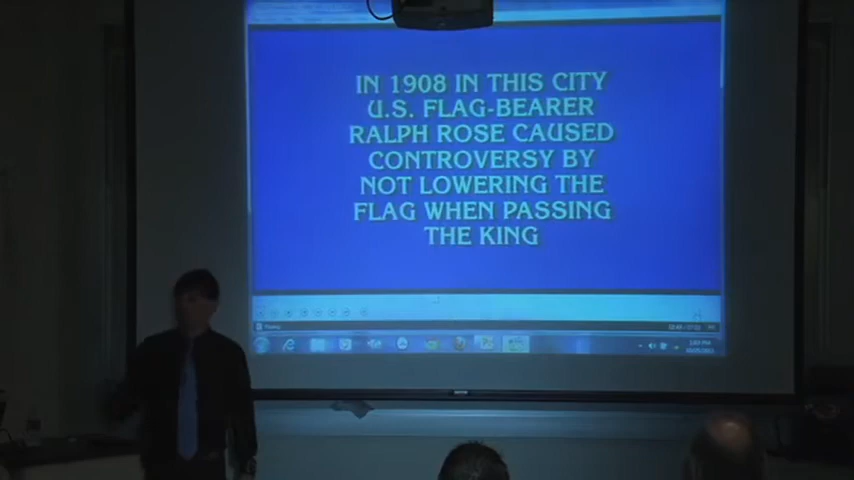 IN 1908 IN THIS CITY
U.S. FLAG-BEARER
RALPH ROSE CAUSED
CONTROVERSY BY
NOT LOWERING THE
FLAG WHEN PASSING
THE KING